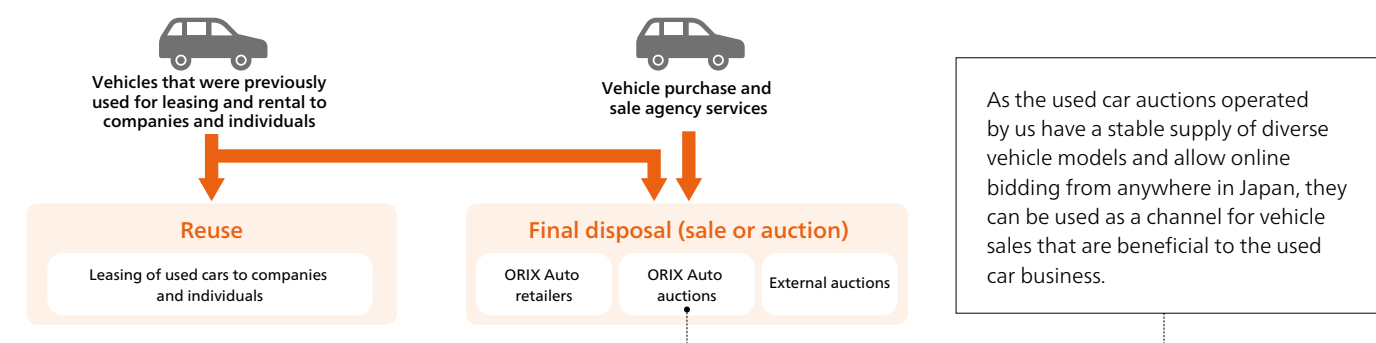 Vehicles that were previously
used for leasing and rental to
companies and individuals
Vehicle purchase and
sale agency services
Reuse
Leasing of used cars to companies
and individuals
Final disposal (sale or auction)
ORIX Auto
retailers
ORIX Auto
auctions
External auctions
As the used car auctions operated
by us have a stable supply of diverse
vehicle models and allow online
bidding from anywhere in Japan, they
can be used as a channel for vehicle
sales that are beneficial to the used
car business.